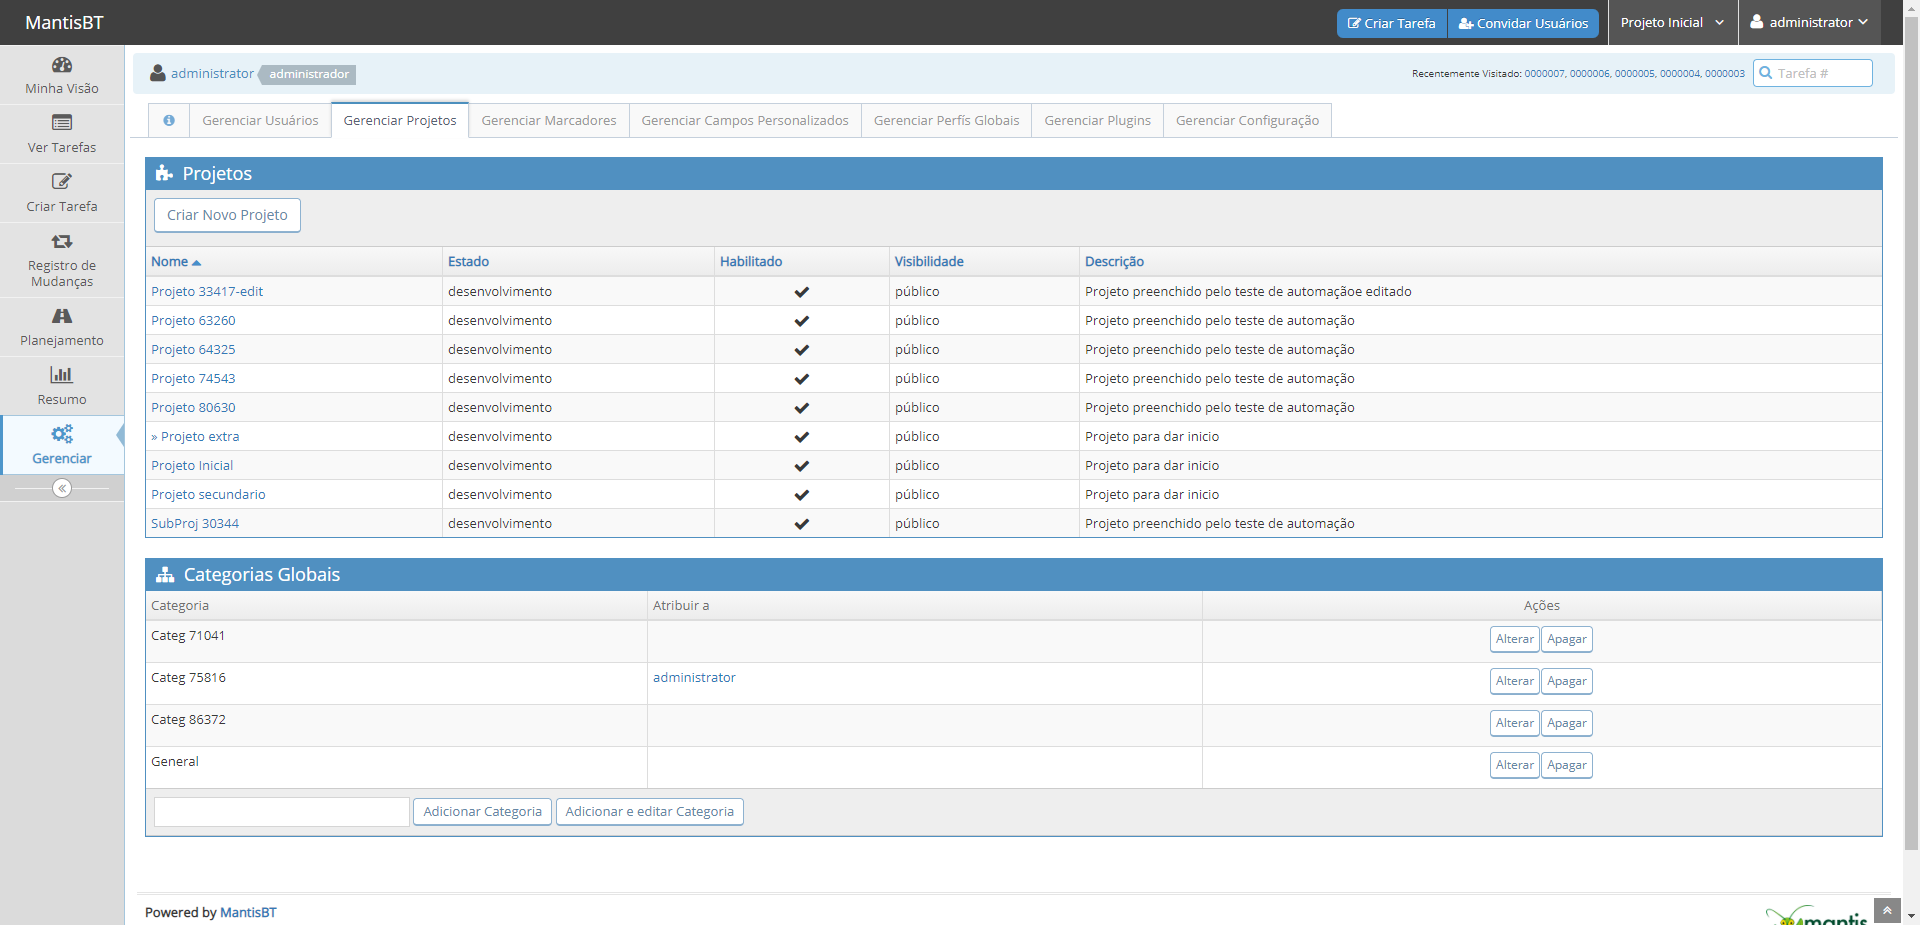 MantisBT
Criar Tarefa
Convidar Usuários
Projeto Inicial
administrator
Minha Visão
Ver Tarefas
Criar Tarefa
Registro de
Mudanças
Planejamento
Resumo
Gerenciar
administrator administrador
Recentemente Visitado: 0000007, 0000006, 0000005, 0000004, 0000003
Tarefa #
Gerenciar Usuários
Gerenciar Projetos
Gerenciar Marcadores
Gerenciar Campos Personalizados
Gerenciar Perfís Globais
Gerenciar Plugins
Gerenciar Configuração
Projetos
Criar Novo Projeto
Nome Estado Habilitado Visibilidade Descrição
Projeto 33417-edit desenvolvimento público Projeto preenchido pelo teste de automaçãoe editado
Projeto 63260 desenvolvimento público Projeto preenchido pelo teste de automação
Projeto 64325 desenvolvimento público Projeto preenchido pelo teste de automação
Projeto 74543 desenvolvimento público Projeto preenchido pelo teste de automação
Projeto 80630 desenvolvimento público Projeto preenchido pelo teste de automação
» Projeto extra desenvolvimento público Projeto para dar inicio
Projeto Inicial desenvolvimento público Projeto para dar inicio
Projeto secundario desenvolvimento público Projeto para dar inicio
SubProj 30344 desenvolvimento público Projeto preenchido pelo teste de automação
Categorias Globais
Categoria Atribuir a Ações
Categ 71041 Alterar Apagar
Categ 75816 administrator Alterar Apagar
Categ 86372 Alterar Apagar
General Alterar Apagar
Adicionar Categoria Adicionar e editar Categoria
Powered by MantisBT
mantis